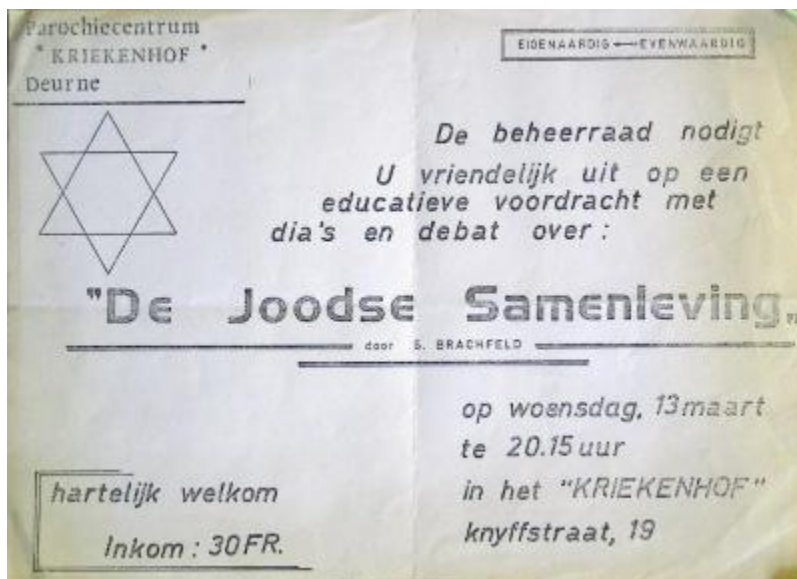 Parochiecentrum
"KRIEKENHOF"
Deurne
EIGENAARDIG ⟷ EVENWAARDIG
De beheerraad nodigt
U vriendelijk uit op een
educatieve voordracht met
dia's en debat over:
"De Joodse Samenleving„
door S. BRACHFELD
op woensdag, 13 maart
te 20.15 uur
in het "KRIEKENHOF"
knyffstraat, 19
hartelijk welkom
Inkom: 30FR.